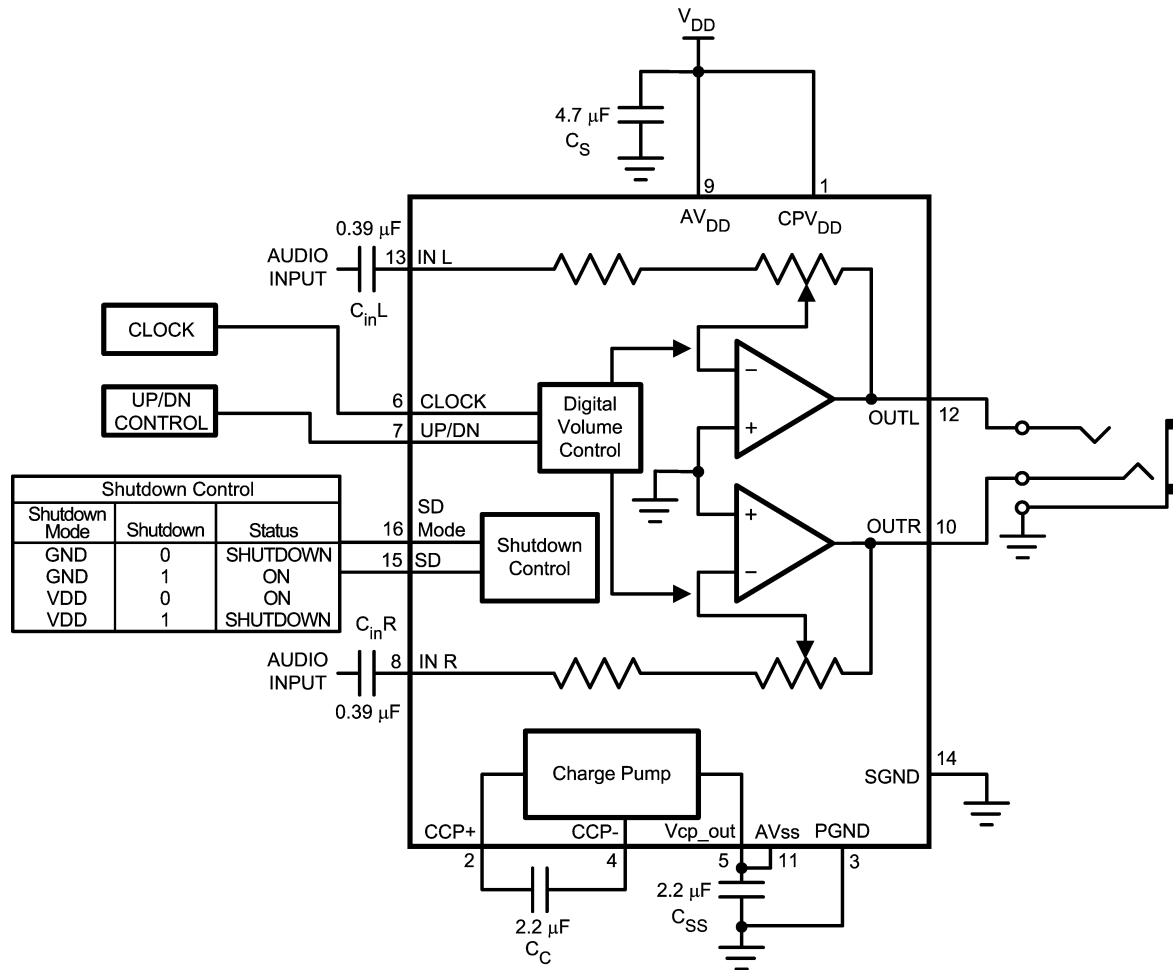 VDD
4.7 µF
CS
9
1
AVDD
CPVDD
0.39 µF
AUDIO
INPUT
13
IN L
CinL
CLOCK
UP/DN
CONTROL
6
CLOCK
7
UP/DN
Digital
Volume
Control
−
+
OUTL
12
Shutdown Control
Shutdown
Mode
Shutdown
Status
GND
0
SHUTDOWN
GND
1
ON
VDD
0
ON
VDD
1
SHUTDOWN
16
SD
Mode
15
SD
Shutdown
Control
+
−
OUTR
10
CinR
AUDIO
INPUT
8
IN R
0.39 µF
Charge Pump
SGND
14
CCP+
CCP-
Vcp_out
AVss
PGND
2
4
5
11
3
2.2 µF
CC
2.2 µF
CSS